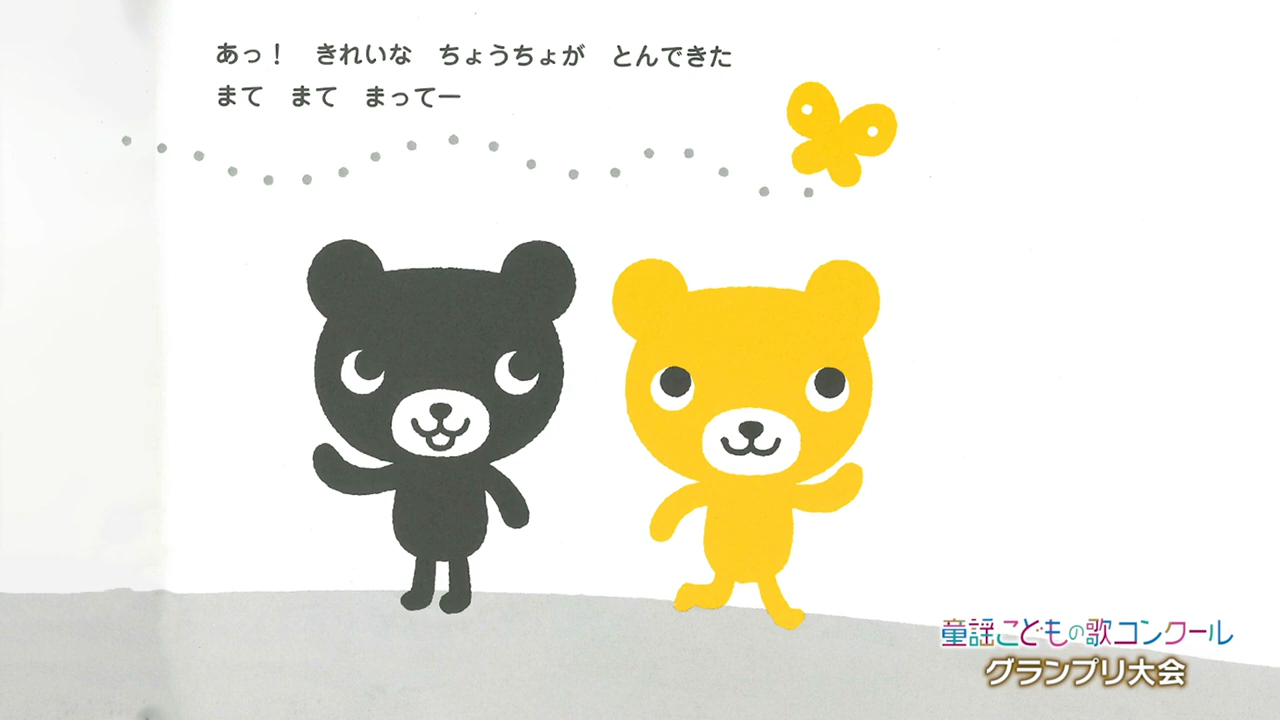 あっ！　きれいな　ちょうちょが　とんできた
まて　まて　まってー
童謡こどもの歌コンクール
グランプリ大会